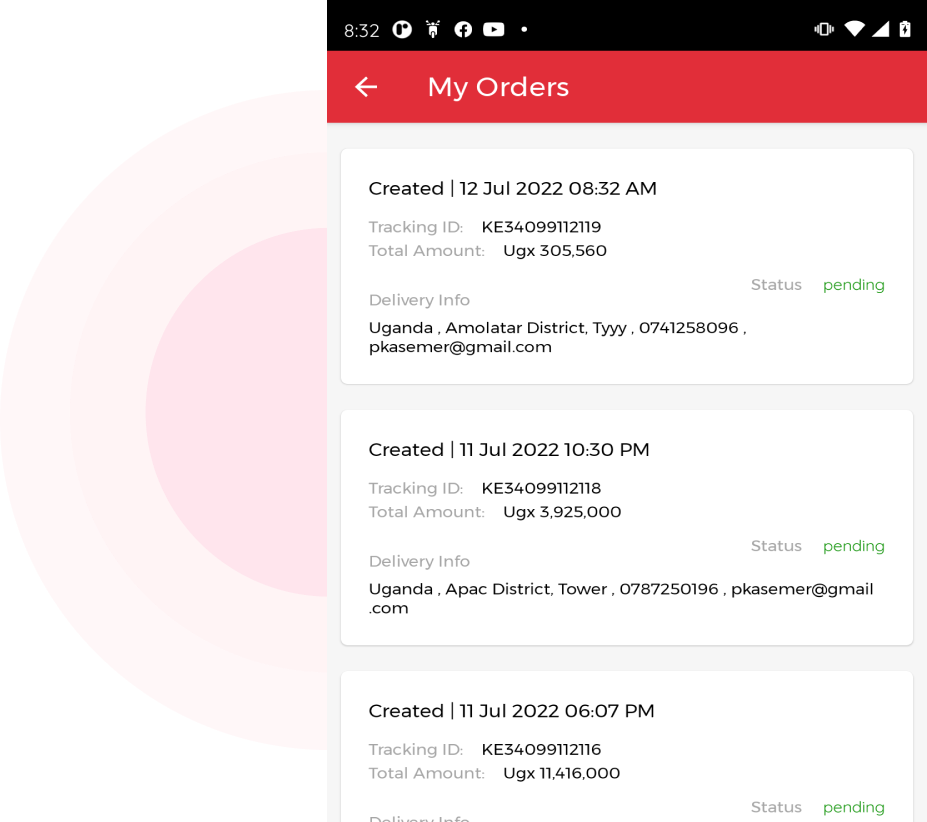 8:32
My Orders
Created | 12 Jul 2022 08:32 AM
Tracking ID: KE34099112119
Total Amount: Ugx 305,560
Status pending
Delivery Info
Uganda , Amolatar District, Tyyy , 0741258096 ,
pkasemer@gmail.com
Created | 11 Jul 2022 10:30 PM
Tracking ID: KE34099112118
Total Amount: Ugx 3,925,000
Status pending
Delivery Info
Uganda , Apac District, Tower , 0787250196 , pkasemer@gmail
.com
Created | 11 Jul 2022 06:07 PM
Tracking ID: KE34099112116
Total Amount: Ugx 11,416,000
Status pending
Delivery Info